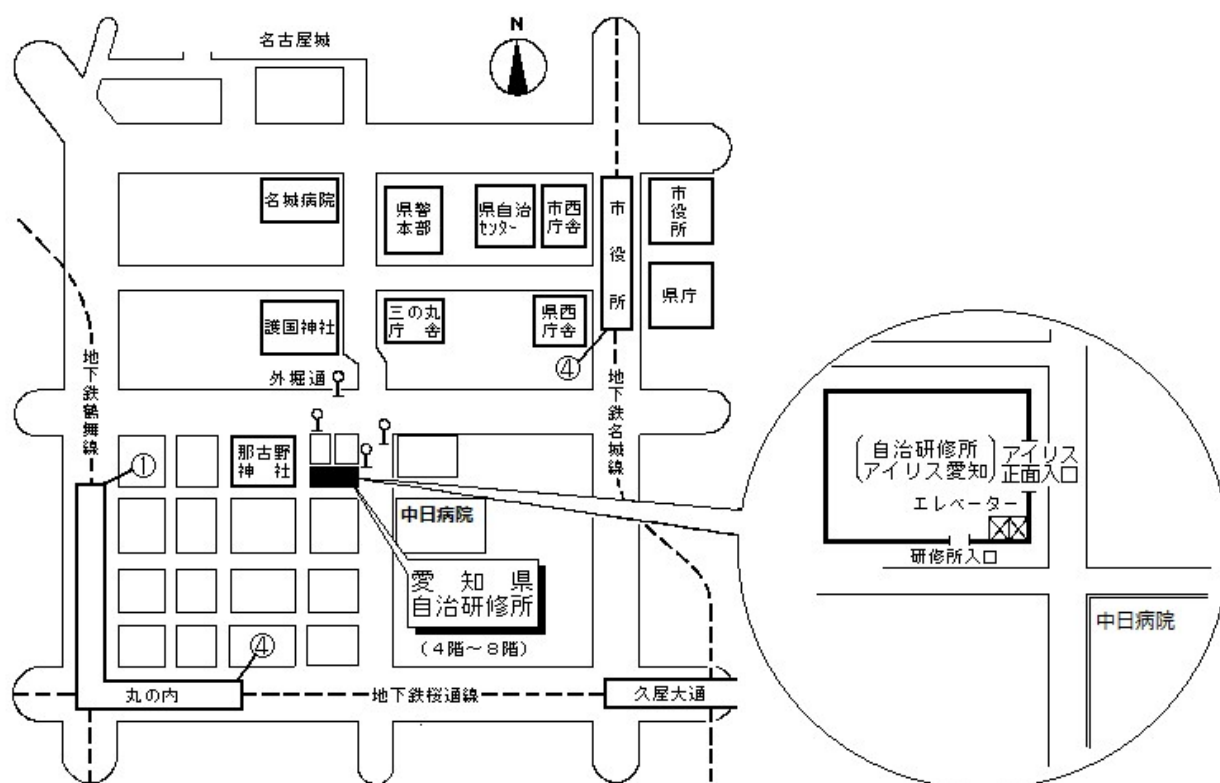 N
名古屋城
名城病院
県警
本部
県自治
センター
市西
庁舎
市役所
市役所
県庁
護国神社
三の丸
庁舎
県西
庁舎
④
外堀通
地下鉄鶴舞線
地下鉄名城線
那古野
神社
①
中日病院
愛知県
自治研修所
(4階~8階)
④
丸の内
地下鉄桜通線
久屋大通
自治研修所
アイリス愛知
アイリス
正面入口
エレベーター
研修所入口
中日病院